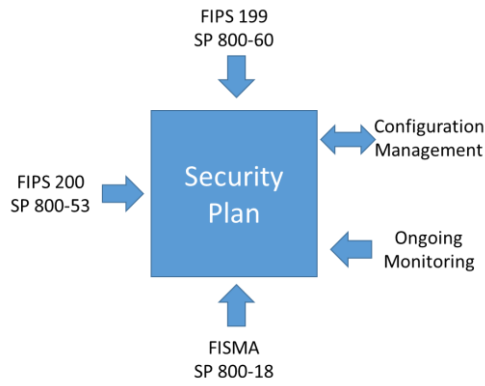 FIPS 199
SP 800-60
Configuration
Management
Security
Plan
FIPS 200
SP 800-53
Ongoing
Monitoring
FISMA
SP 800-18